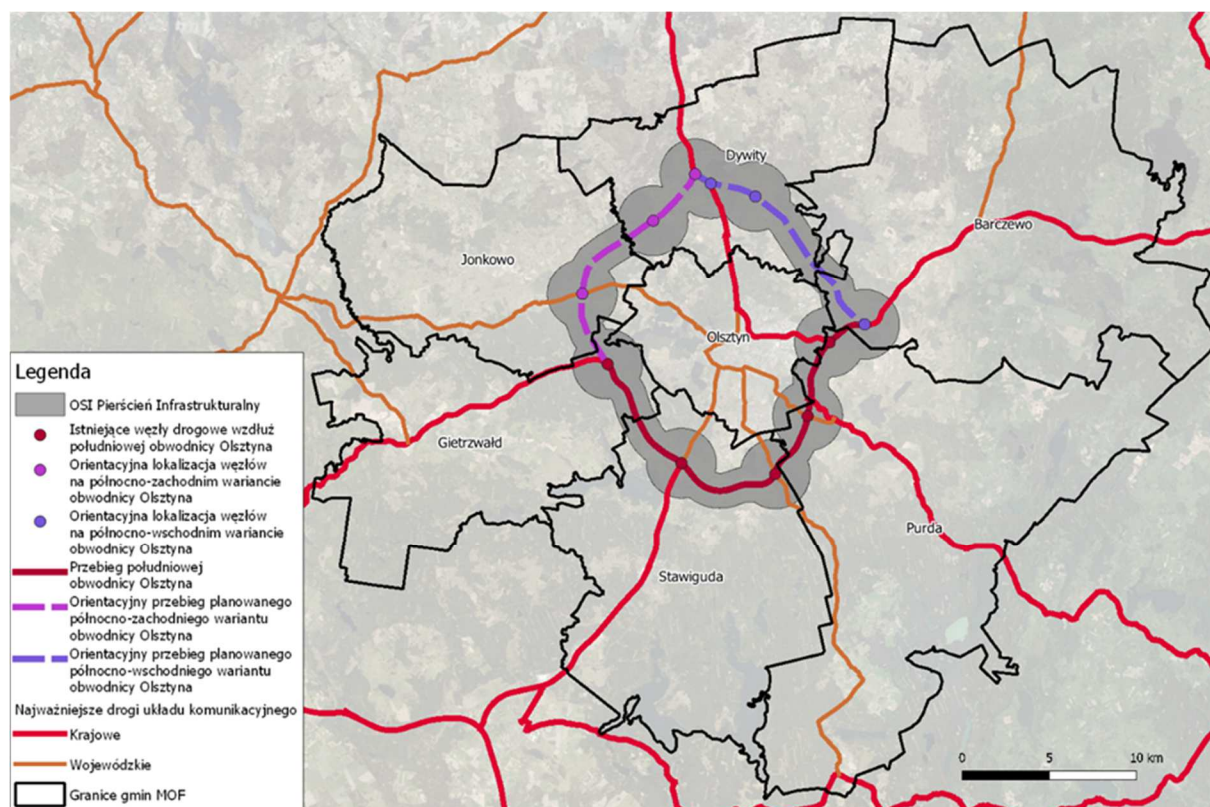 Dywity
Barczewo
Jonkowo
Olsztyn
Gietrzwałd
Purda
Stawiguda
Legenda
OSI Pierścień Infrastrukturalny
Istniejące węzły drogowe wzdłuż
południowej obwodnicy Olsztyna
Orientacyjna lokalizacja węzłów
na północno-zachodnim wariancie
obwodnicy Olsztyna
Orientacyjna lokalizacja węzłów
na północno-wschodnim wariancie
obwodnicy Olsztyna
Przebieg południowej
obwodnicy Olsztyna
Orientacyjny przebieg planowanego
północno-zachodniego wariantu
obwodnicy Olsztyna
Orientacyjny przebieg planowanego
północno-wschodniego wariantu
obwodnicy Olsztyna
Najważniejsze drogi układu komunikacyjnego
Krajowe
Wojewódzkie
Granice gmin MOF
0 5 10 km